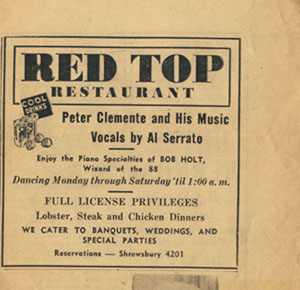 RED TOP
RESTAURANT
COOL
DRINKS
Peter Clemente and His Music
Vocals by Al Serrato
Enjoy the Piano Specialties of BOB HOLT,
Wizard of the 88
Dancing Monday through Saturday 'til 1:00 a.m.
FULL LICENSE PRIVILEGES
Lobster, Steak and Chicken Dinners
WE CATER TO BANQUETS, WEDDINGS, AND
SPECIAL PARTIES
Reservations — Shrewsbury 4201